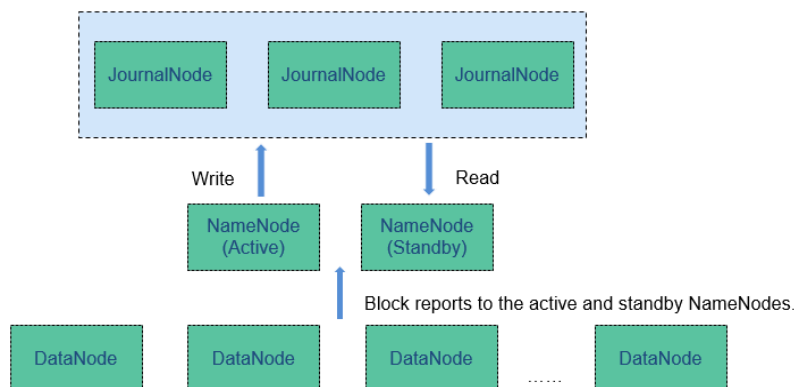 JournalNode JournalNode JournalNode
Write Read
NameNode (Active) NameNode (Standby)
Block reports to the active and standby NameNodes.
DataNode DataNode DataNode ...... DataNode